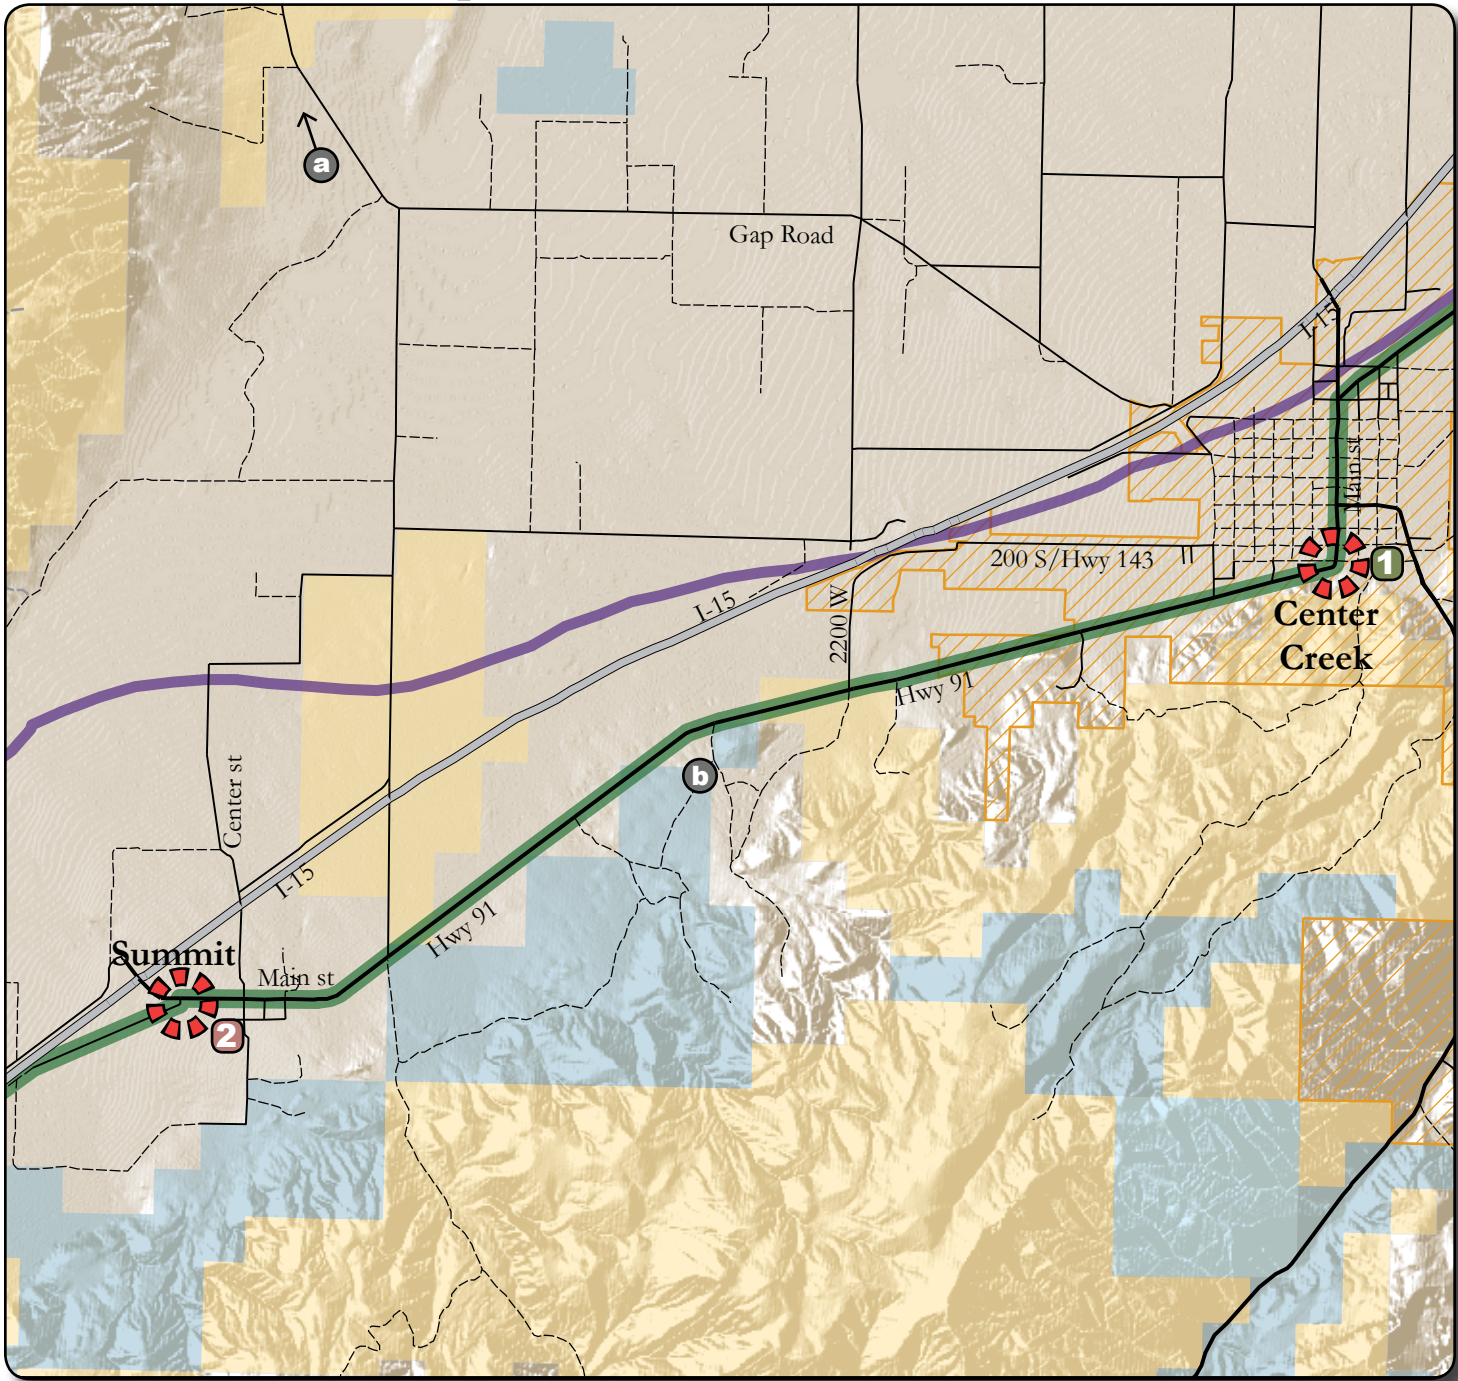 a
Gap Road
I-15
Main st
200 S/Hwy 143
1
I-15
2200 W
Center
Creek
Hwy 91
b
Center st
I-15
Hwy 91
Summit
Main st
2